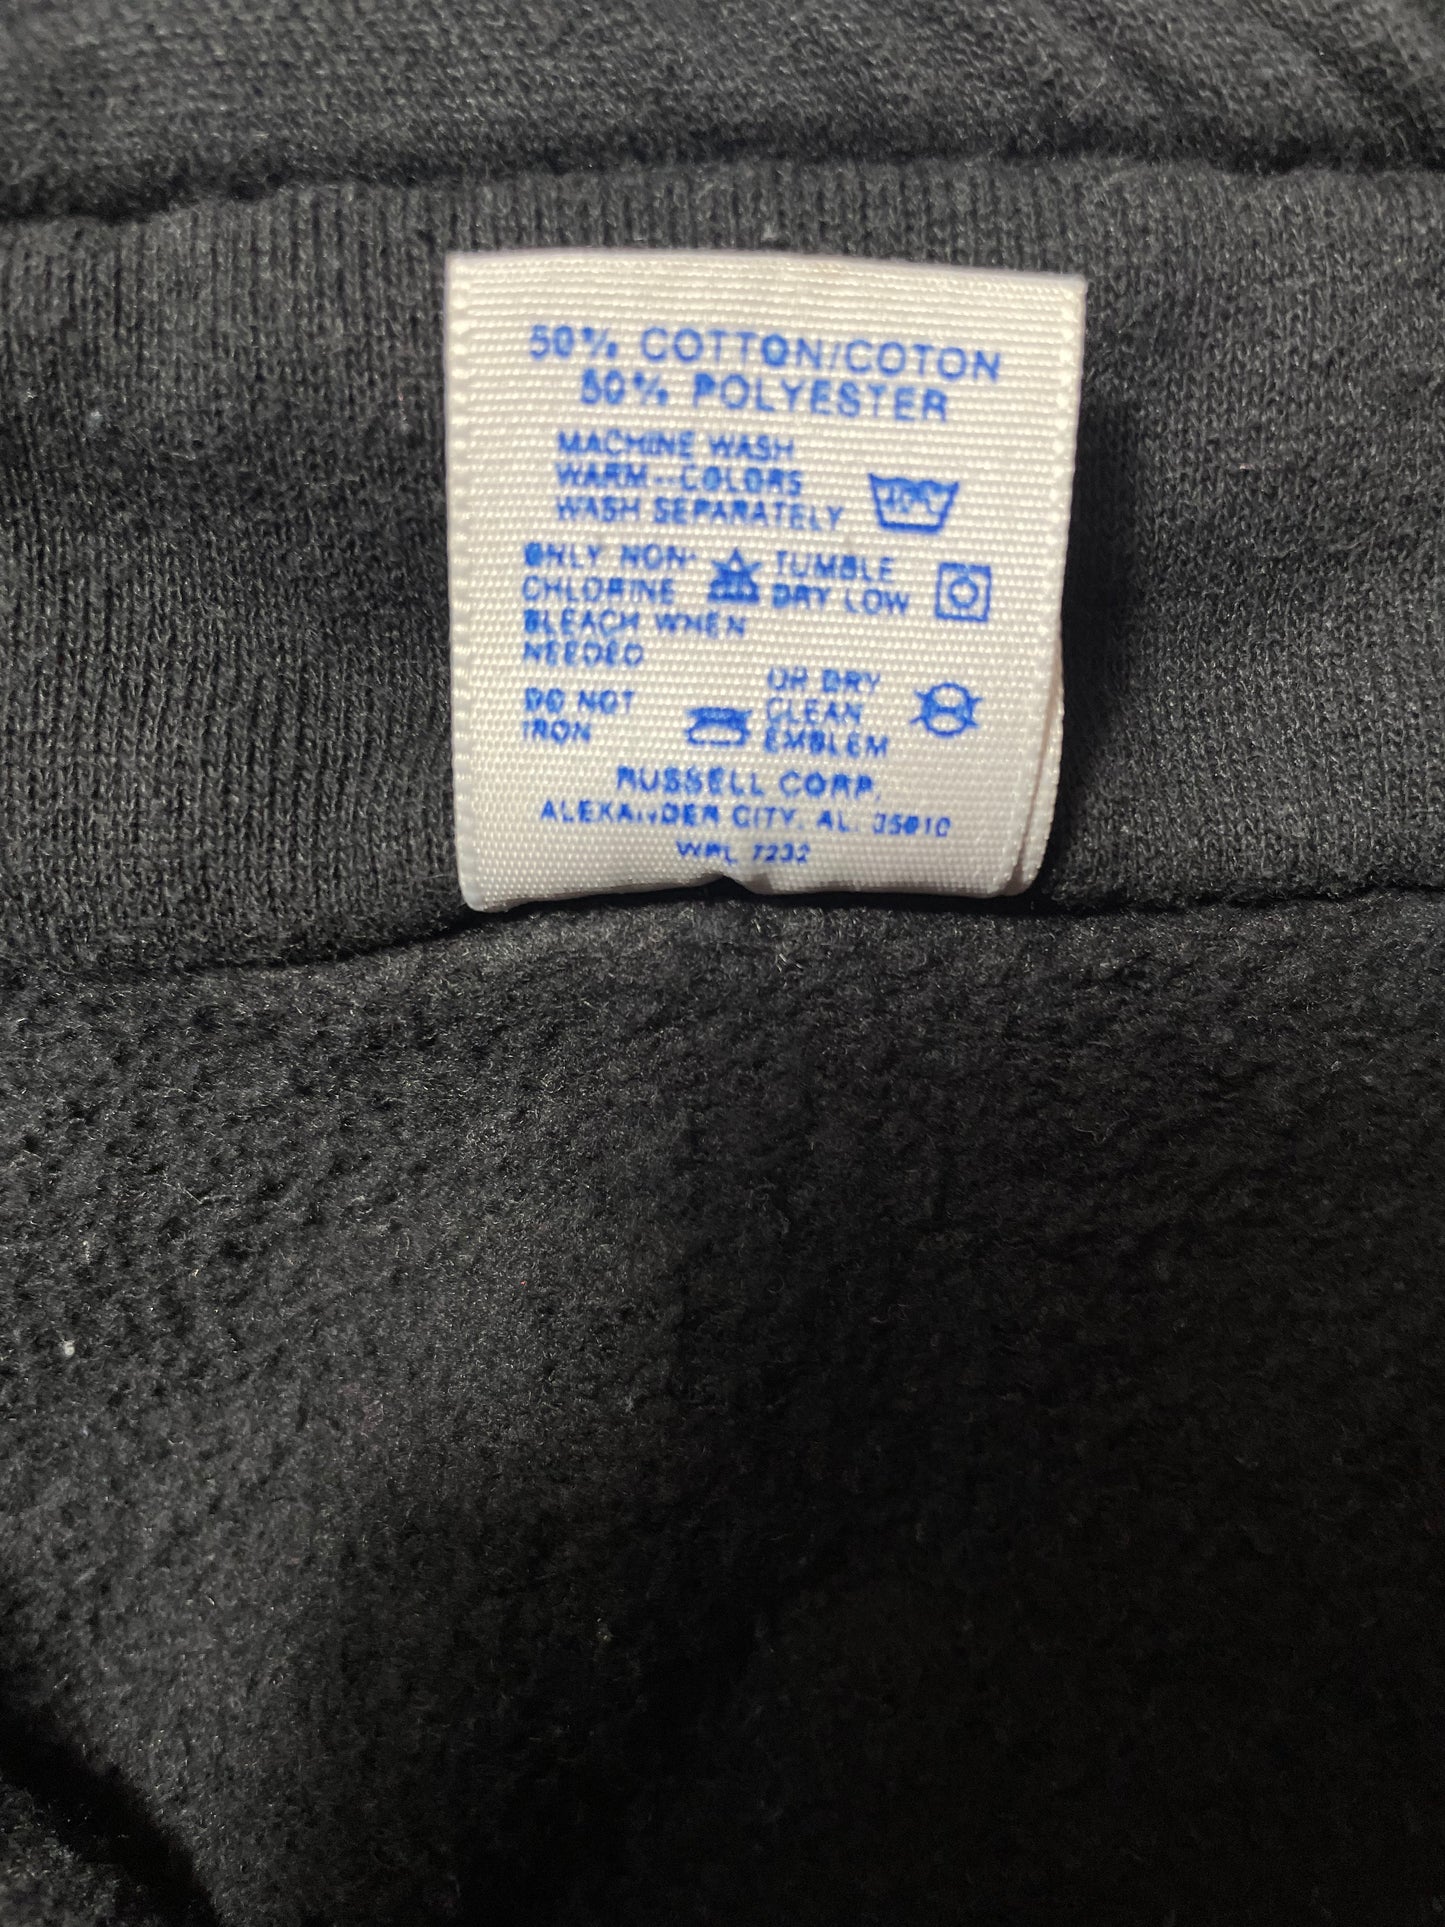 50% COTTON/COTON
50% POLYESTER
MACHINE WASH
WARM--COLORS
WASH SEPARATELY
ONLY NON-
CHLORINE
BLEACH WHEN
NEEDED
TUMBLE
DRY LOW
DO NOT
IRON
OR DRY
CLEAN
EMBLEM
RUSSELL CORP.
ALEXANDER CITY, AL. 35010
WPL 7232